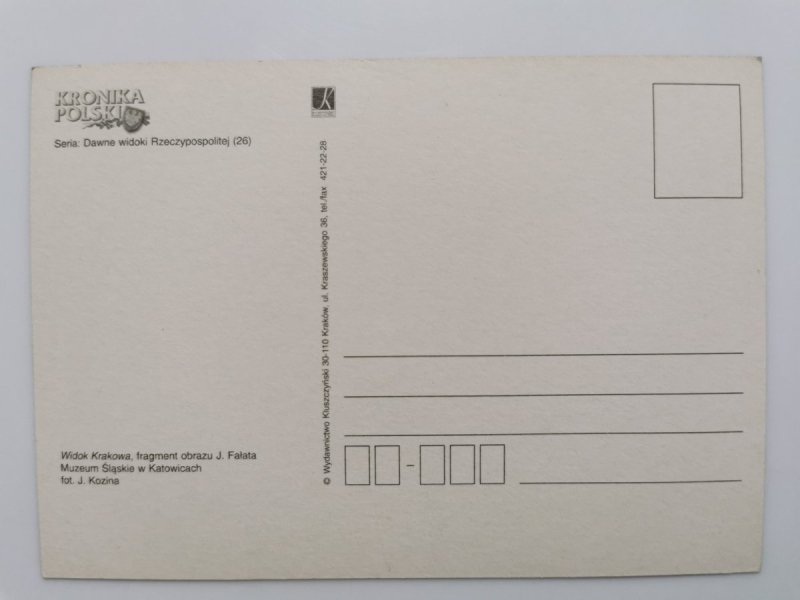 KRONIKA
POLSKI
Seria: Dawne widoki Rzeczypospolitej (26)
Widok Krakowa, fragment obrazu J. Fałata
Muzeum Śląskie w Katowicach
fot. J. Kozina
© Wydawnictwo Kluszczyński 30-110 Kraków, ul. Kraszewskiego 36, tel./fax 421-22-28
K